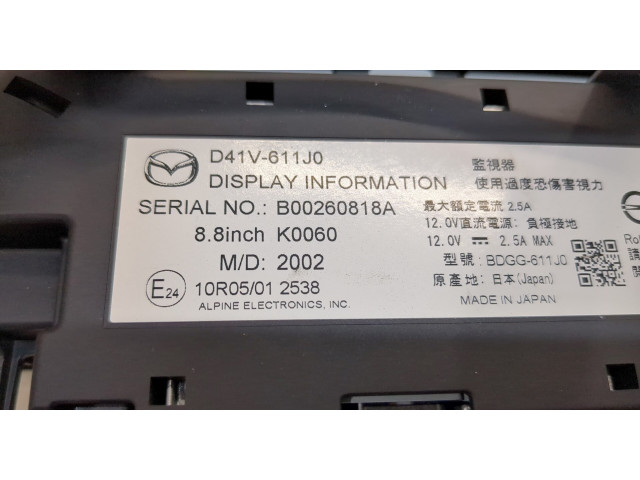 D41V-611J0
DISPLAY INFORMATION
SERIAL NO.: B00260818A
8.8inch K0060
M/D: 2002
E24
10R05/01 2538
ALPINE ELECTRONICS, INC.
監視器
使用過度恐傷害視力
最大額定電流 2.5A
12.0V直流電源: 負極接地
12.0V ⎓ 2.5A MAX
型號: BDGG-611J0
原產地: 日本(Japan)
MADE IN JAPAN
請